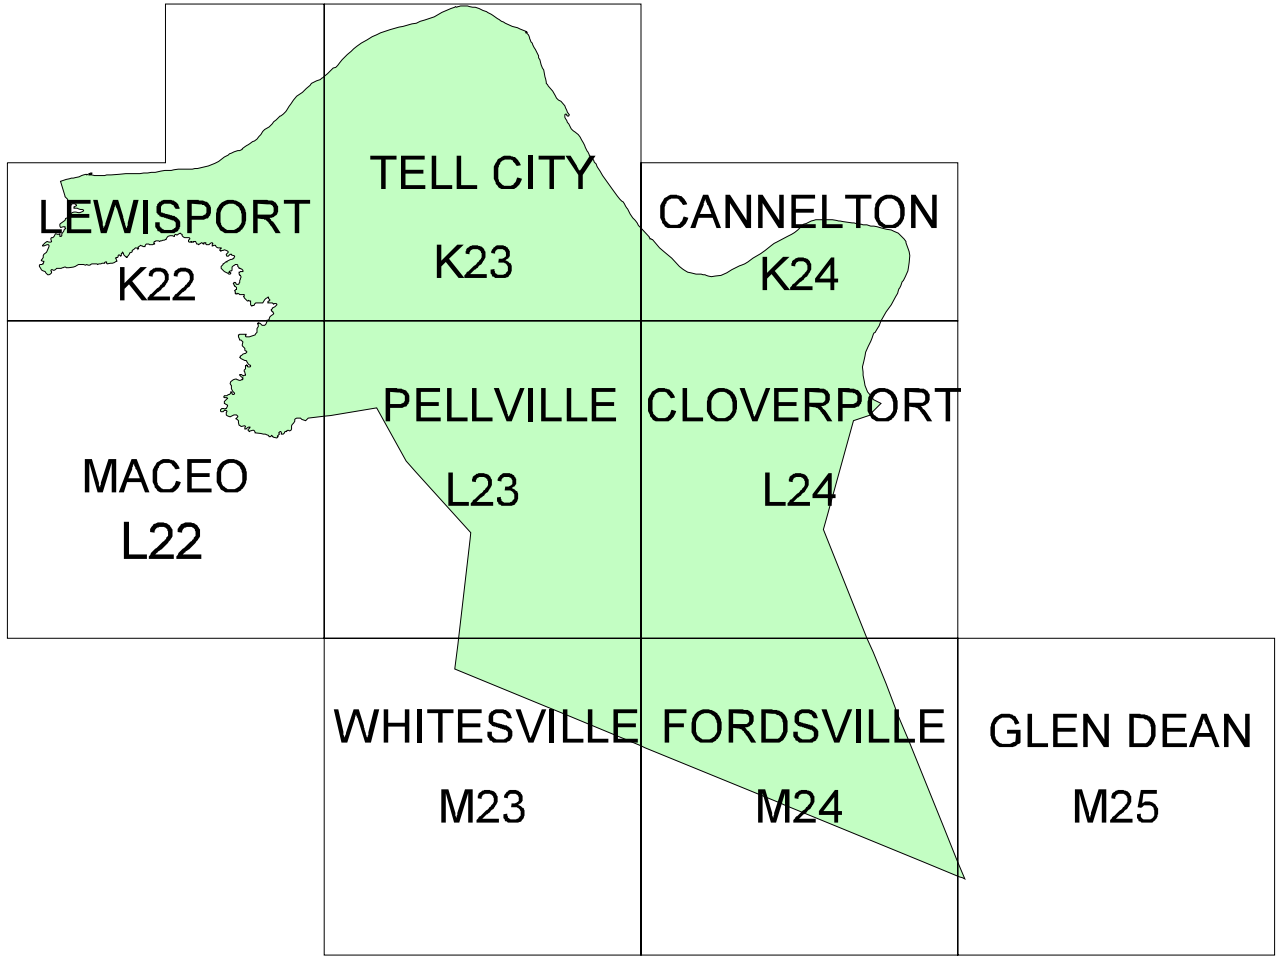 TELL CITY
K23
LEWISPORT
K22
CANNELTON
K24
PELLVILLE
L23
CLOVERPORT
L24
MACEO
L22
WHITESVILLE
M23
FORDSVILLE
M24
GLEN DEAN
M25